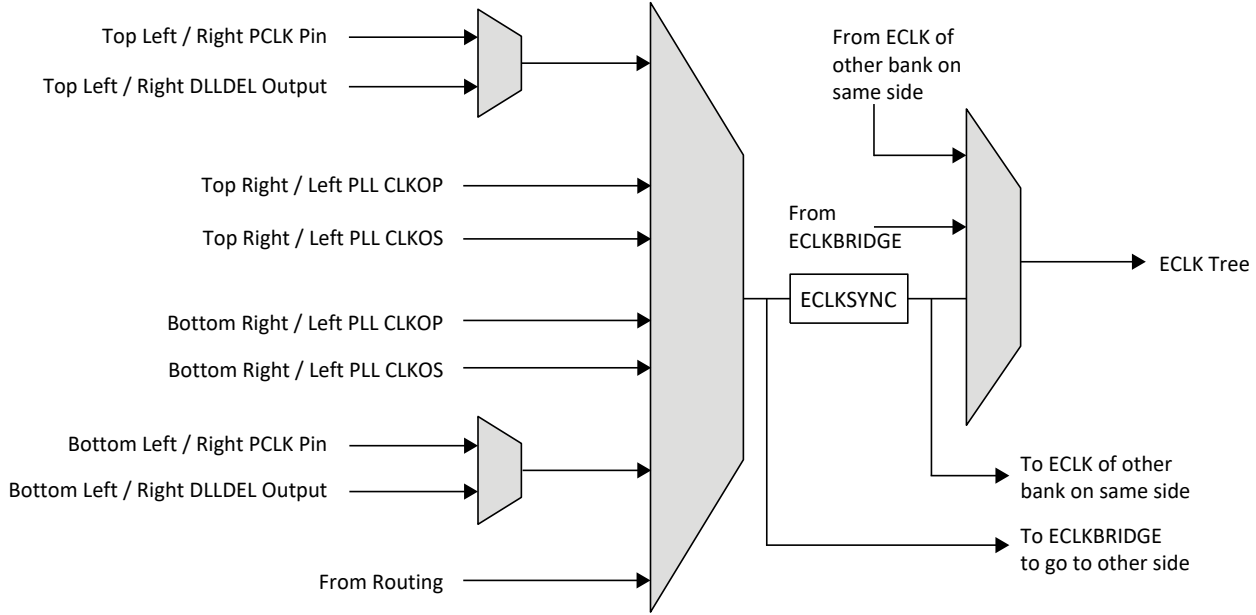 Top Left / Right PCLK Pin
Top Left / Right DLLDEL Output
Top Right / Left PLL CLKOP
Top Right / Left PLL CLKOS
Bottom Right / Left PLL CLKOP
Bottom Right / Left PLL CLKOS
Bottom Left / Right PCLK Pin
Bottom Left / Right DLLDEL Output
From Routing
From ECLK of
other bank on
same side
From
ECLKBRIDGE
ECLKSYNC
ECLK Tree
To ECLK of other
bank on same side
To ECLKBRIDGE
to go to other side